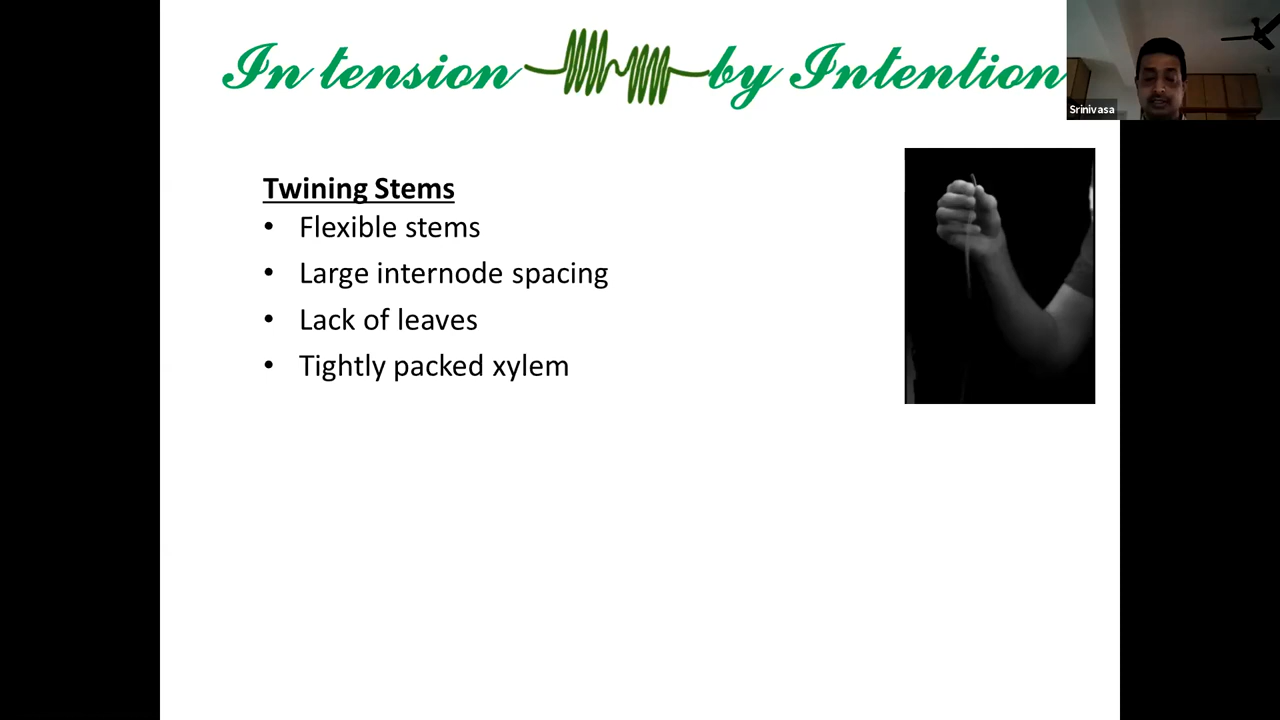 In tension by Intention
Srinivasa
Twining Stems
• Flexible stems
• Large internode spacing
• Lack of leaves
• Tightly packed xylem